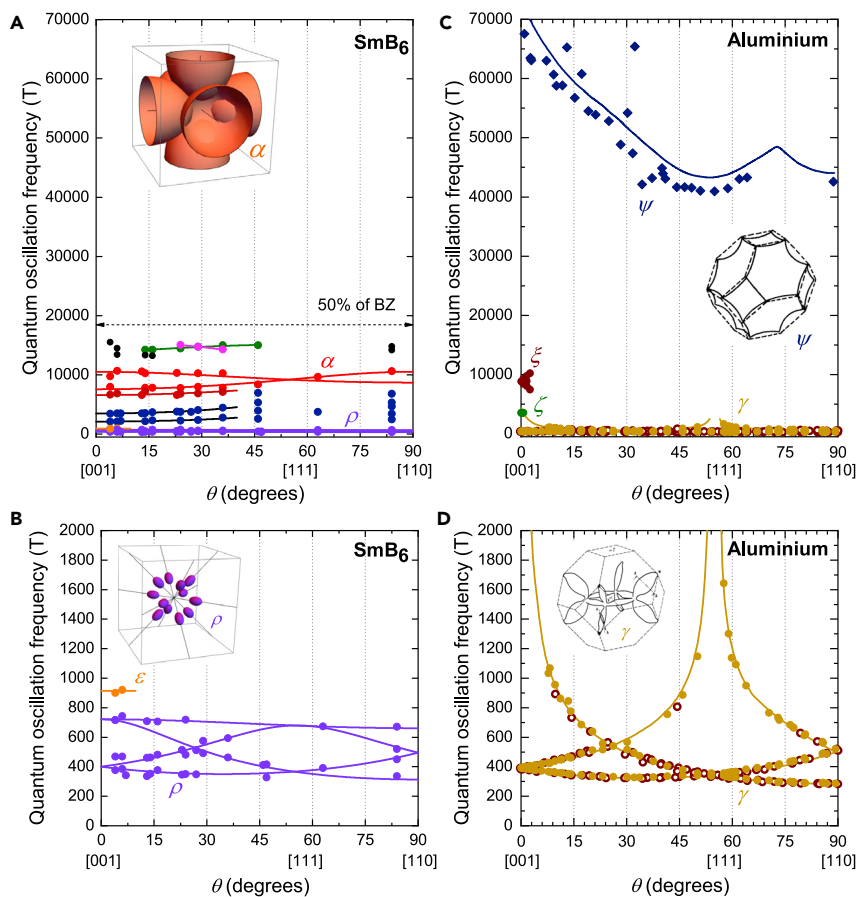 A
SmB6
70000
60000
50000
40000
30000
20000
10000
0
Quantum oscillation frequency (T)
α
50% of BZ
α
ρ
0 15 30 45 60 75 90
[001] [111] [110]
θ (degrees)
C
Aluminium
70000
60000
50000
40000
30000
20000
10000
0
Quantum oscillation frequency (T)
ψ
ψ
ξ
ζ
γ
0 15 30 45 60 75 90
[001] [111] [110]
θ (degrees)
B
SmB6
2000
1800
1600
1400
1200
1000
800
600
400
200
0
Quantum oscillation frequency (T)
ρ
ε
ρ
0 15 30 45 60 75 90
[001] [111] [110]
θ (degrees)
D
Aluminium
2000
1800
1600
1400
1200
1000
800
600
400
200
0
Quantum oscillation frequency (T)
γ
γ
0 15 30 45 60 75 90
[001] [111] [110]
θ (degrees)